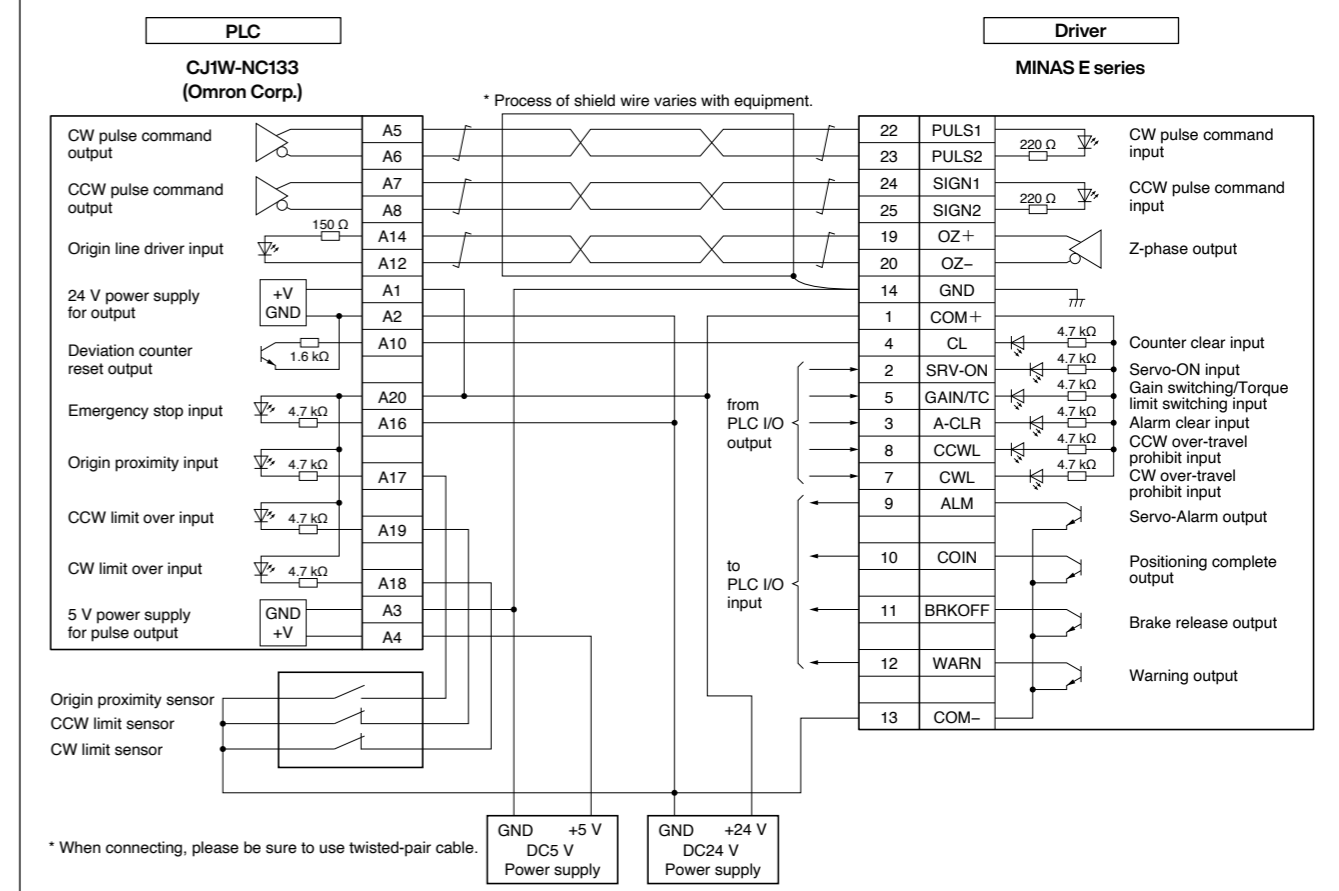 PLC
Driver
CJ1W-NC133
(Omron Corp.)
MINAS E series
* Process of shield wire varies with equipment.
CW pulse command
output
A5
A6
22 PULS1
23 PULS2
220 Ω
CW pulse command
input
CCW pulse command
output
A7
A8
24 SIGN1
25 SIGN2
220 Ω
CCW pulse command
input
Origin line driver input
150 Ω
A14
A12
19 OZ+
20 OZ−
Z-phase output
24 V power supply
for output
+V
GND
A1
A2
14 GND
1 COM+
Deviation counter
reset output
1.6 kΩ
A10
4 CL
4.7 kΩ
Counter clear input
2 SRV-ON
4.7 kΩ
Servo-ON input
Emergency stop input
4.7 kΩ
A20
A16
from
PLC I/O
output
5 GAIN/TC
4.7 kΩ
Gain switching/Torque
limit switching input
3 A-CLR
4.7 kΩ
Alarm clear input
Origin proximity input
4.7 kΩ
A17
8 CCWL
4.7 kΩ
CCW over-travel
prohibit input
7 CWL
4.7 kΩ
CW over-travel
prohibit input
CCW limit over input
4.7 kΩ
A19
9 ALM
Servo-Alarm output
CW limit over input
4.7 kΩ
A18
to
PLC I/O
input
10 COIN
Positioning complete
output
5 V power supply
for pulse output
GND
+V
A3
A4
11 BRKOFF
Brake release output
12 WARN
Warning output
13 COM−
Origin proximity sensor
CCW limit sensor
CW limit sensor
* When connecting, please be sure to use twisted-pair cable.
GND +5 V
DC5 V
Power supply
GND +24 V
DC24 V
Power supply